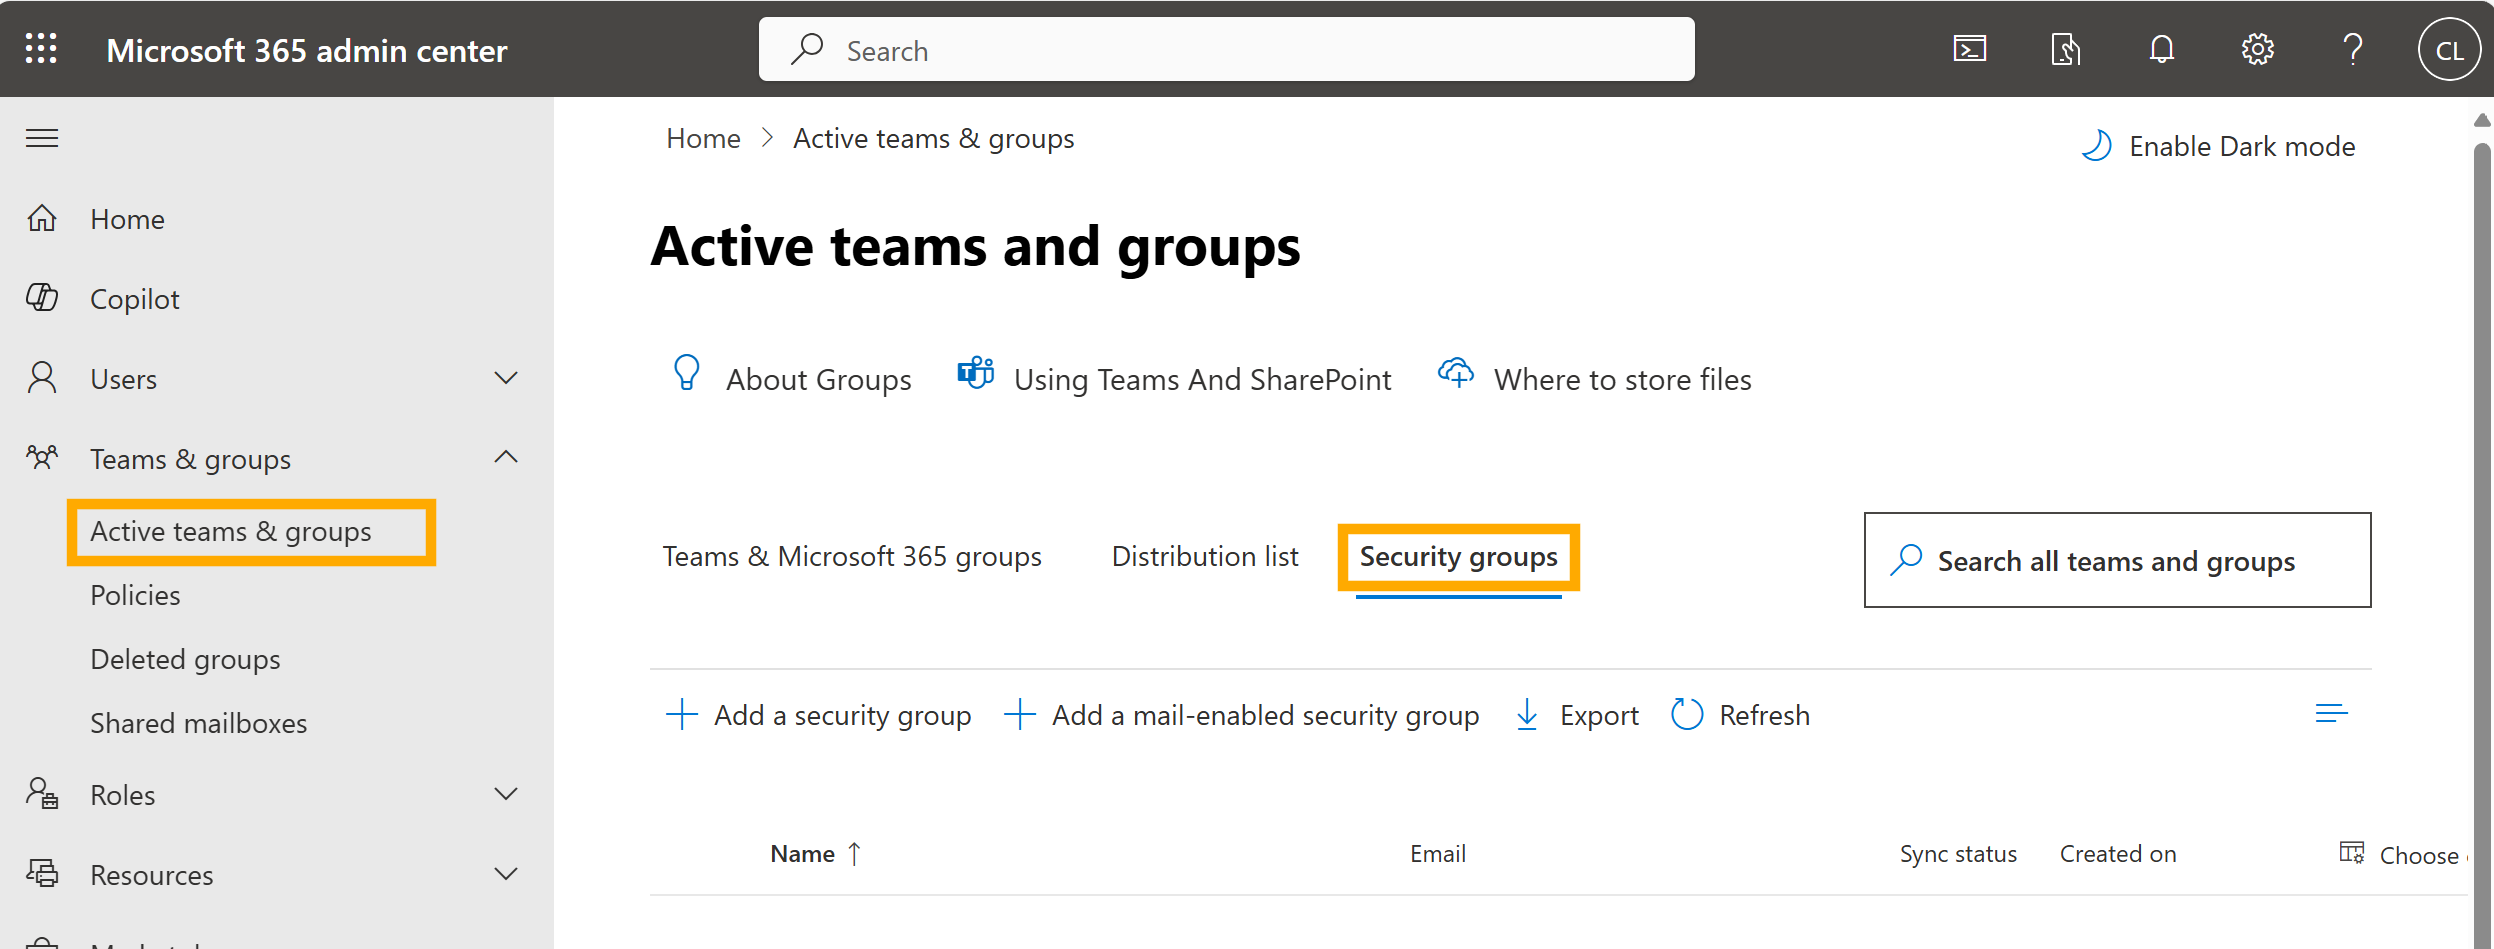 Microsoft 365 admin center
Search
CL
Home > Active teams & groups
Enable Dark mode
Home
Copilot
Users
Teams & groups
Active teams & groups
Policies
Deleted groups
Shared mailboxes
Roles
Resources
Active teams and groups
About Groups
Using Teams And SharePoint
Where to store files
Teams & Microsoft 365 groups
Distribution list
Security groups
Search all teams and groups
Add a security group
Add a mail-enabled security group
Export
Refresh
Name ↑
Email
Sync status
Created on
Choose